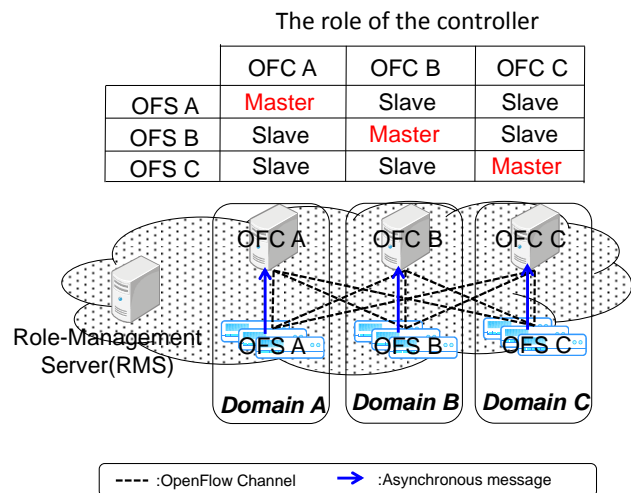 The role of the controller
OFC A OFC B OFC C
OFS A Master Slave Slave
OFS B Slave Master Slave
OFS C Slave Slave Master
OFC A OFC B OFC C
Role-Management
Server(RMS)
OFS A OFS B OFS C
Domain A Domain B Domain C
:OpenFlow Channel :Asynchronous message